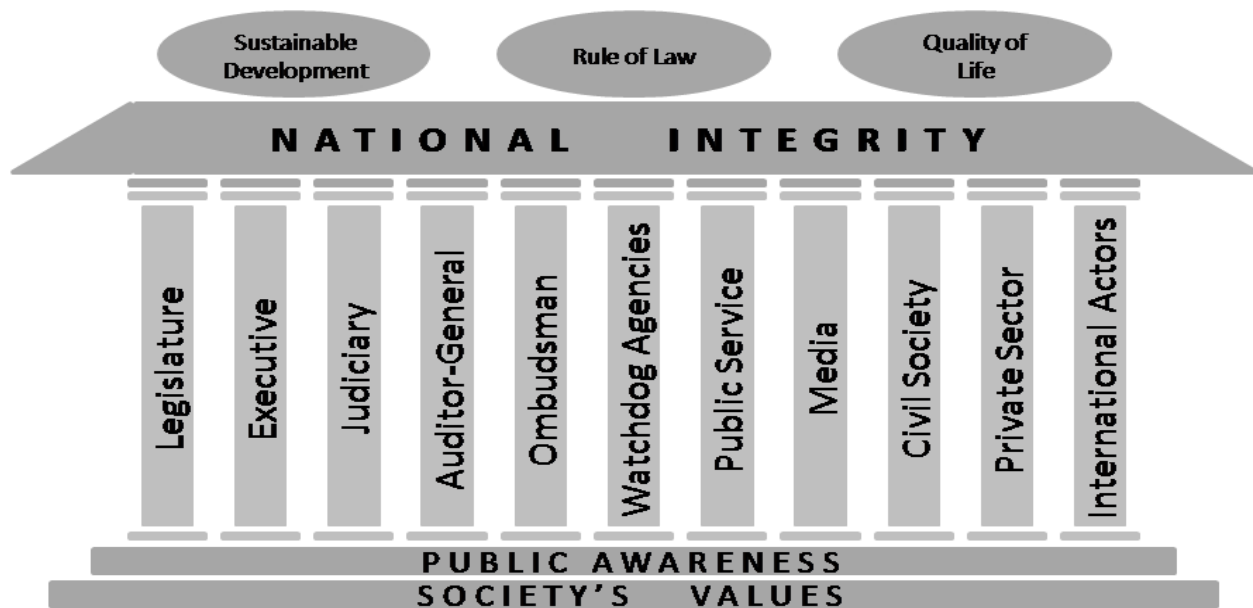 Sustainable
Development
Rule of Law
Quality of
Life
NATIONAL INTEGRITY
Legislature
Executive
Judiciary
Auditor-General
Ombudsman
Watchdog Agencies
Public Service
Media
Civil Society
Private Sector
International Actors
PUBLIC AWARENESS
SOCIETY’S VALUES